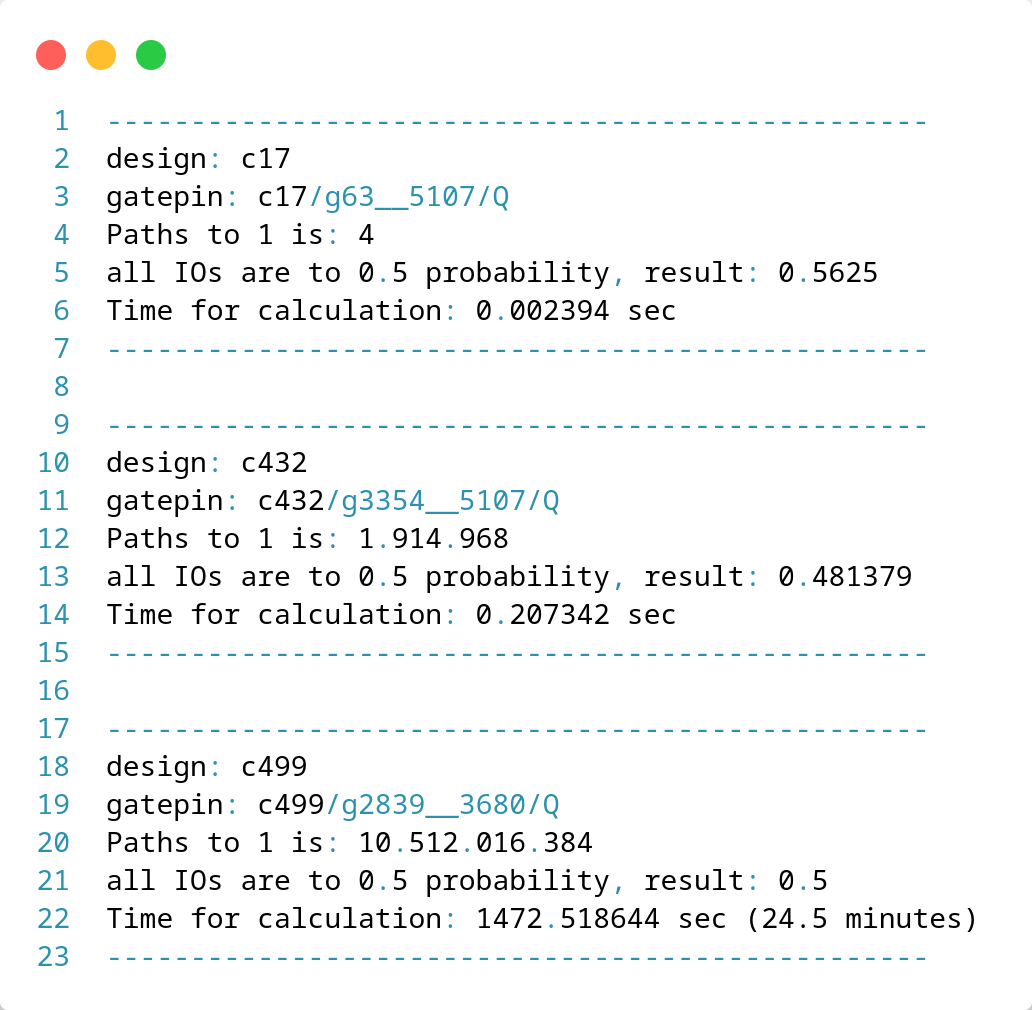 1 -------------------------------------------------
2 design: c17
3 gatepin: c17/g63__5107/Q
4 Paths to 1 is: 4
5 all IOs are to 0.5 probability, result: 0.5625
6 Time for calculation: 0.002394 sec
7 -------------------------------------------------
8
9 -------------------------------------------------
10 design: c432
11 gatepin: c432/g3354__5107/Q
12 Paths to 1 is: 1.914.968
13 all IOs are to 0.5 probability, result: 0.481379
14 Time for calculation: 0.207342 sec
15 -------------------------------------------------
16
17 -------------------------------------------------
18 design: c499
19 gatepin: c499/g2839__3680/Q
20 Paths to 1 is: 10.512.016.384
21 all IOs are to 0.5 probability, result: 0.5
22 Time for calculation: 1472.518644 sec (24.5 minutes)
23 -------------------------------------------------